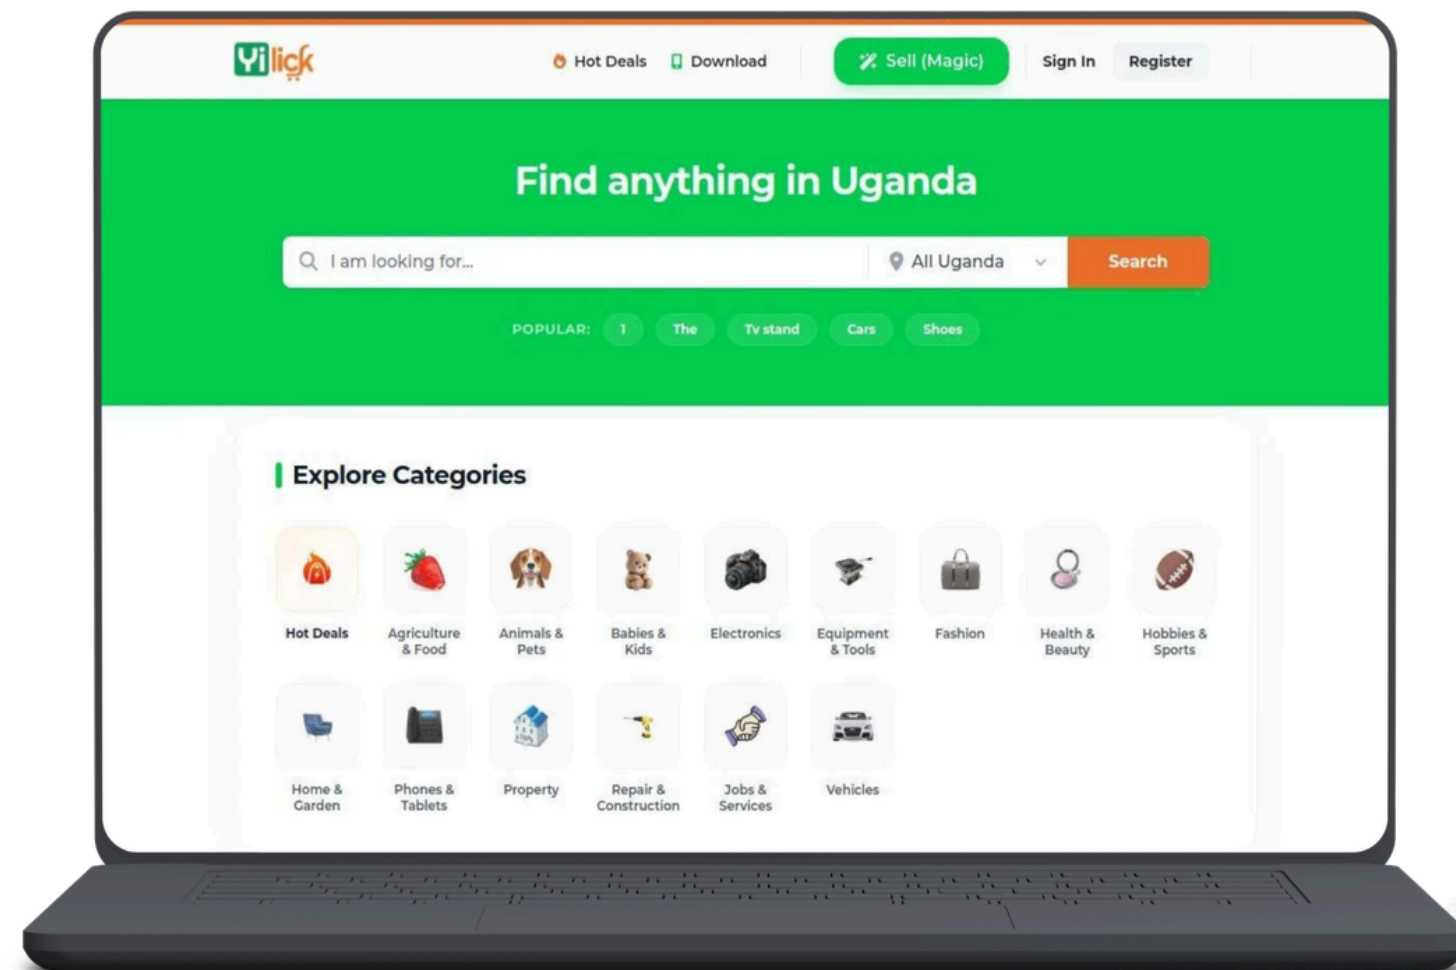 Yilick
Hot Deals Download Sell (Magic) Sign In Register
Find anything in Uganda
I am looking for... All Uganda Search
POPULAR: 1 The Tv stand Cars Shoes
Explore Categories
Hot Deals
Agriculture
& Food
Animals &
Pets
Babies &
Kids
Electronics
Equipment
& Tools
Fashion
Health &
Beauty
Hobbies &
Sports
Home &
Garden
Phones &
Tablets
Property
Repair &
Construction
Jobs &
Services
Vehicles